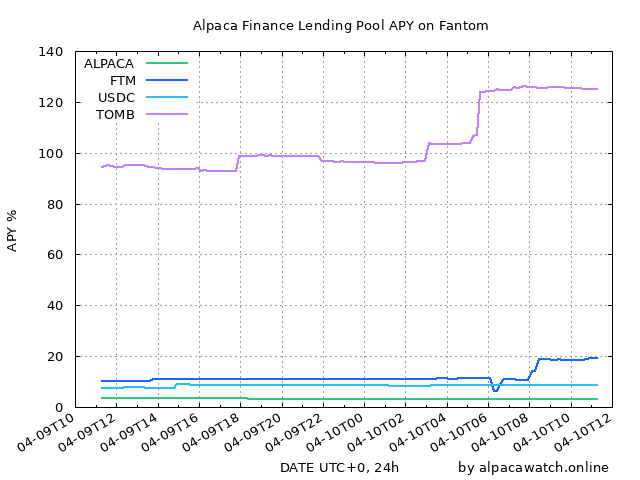 Alpaca Finance Lending Pool APY on Fantom
140
120
100
80
60
40
20
0
APY %
ALPACA
FTM
USDC
TOMB
04-09T10
04-09T12
04-09T14
04-09T16
04-09T18
04-09T20
04-09T22
04-10T00
04-10T02
04-10T04
04-10T06
04-10T08
04-10T10
04-10T12
DATE UTC+0, 24h
by alpacawatch.online